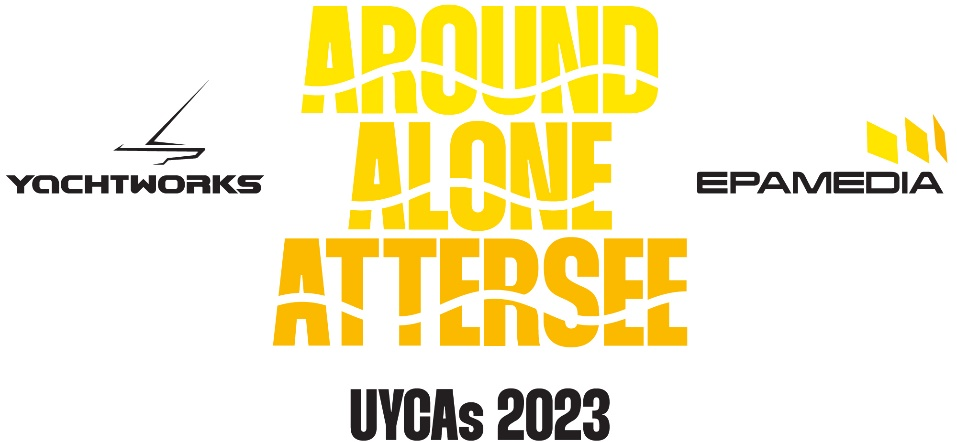 AROUND
ALONE
ATTERSEE
YACHTWORKS
EPAMEDIA
UYCAs 2023